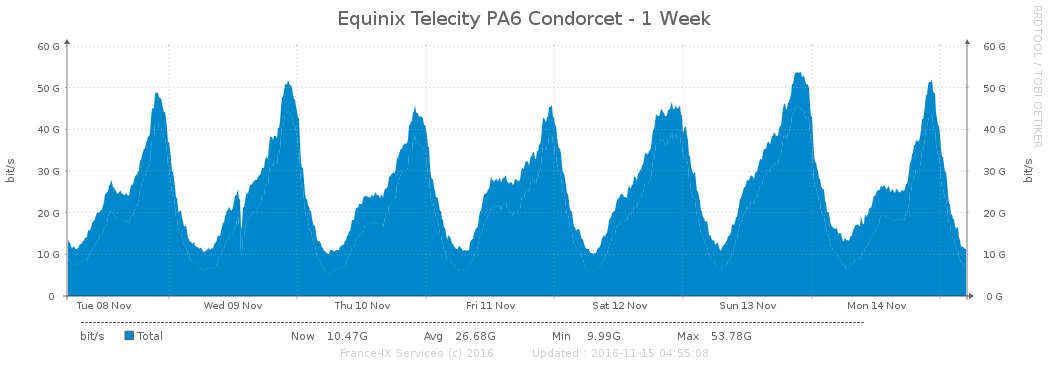 Equinix Telecity PA6 Condorcet - 1 Week
RRDTOOL / TOBI OETIKER
60 G 60 G
50 G 50 G
40 G 40 G
30 G 30 G
20 G 20 G
10 G 10 G
0 0 G
bit/s bit/s
Tue 08 Nov Wed 09 Nov Thu 10 Nov Fri 11 Nov Sat 12 Nov Sun 13 Nov Mon 14 Nov
bit/s Total Now 10.47G Avg 26.68G Min 9.99G Max 53.78G
France-IX Services (c) 2016 Updated : 2016-11-15 04:55:08